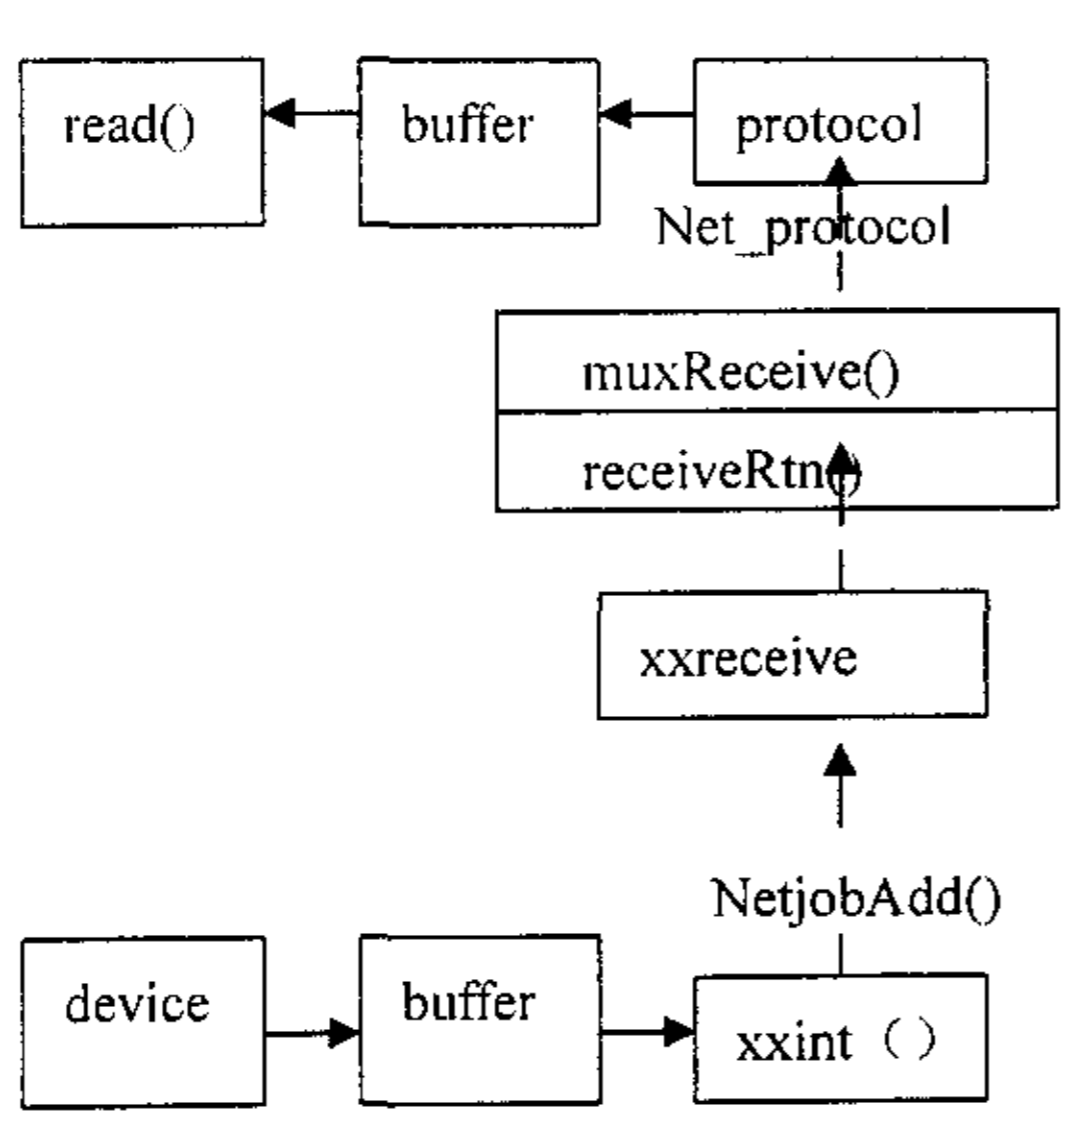 read()
buffer
protocol
Net_protocol
muxReceive()
receiveRtn()
xxreceive
NetjobAdd()
device
buffer
xxint（）